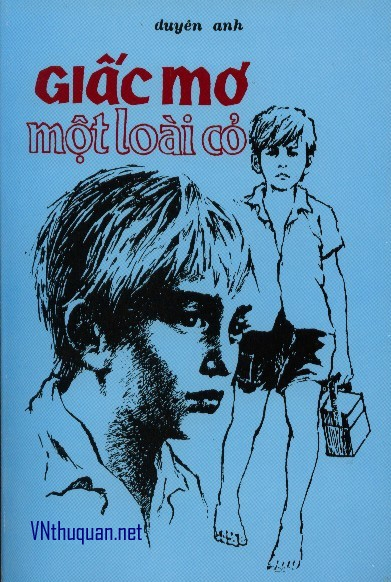 duyên anh
Giấc mơ
một loài cỏ
VNthuquan.net